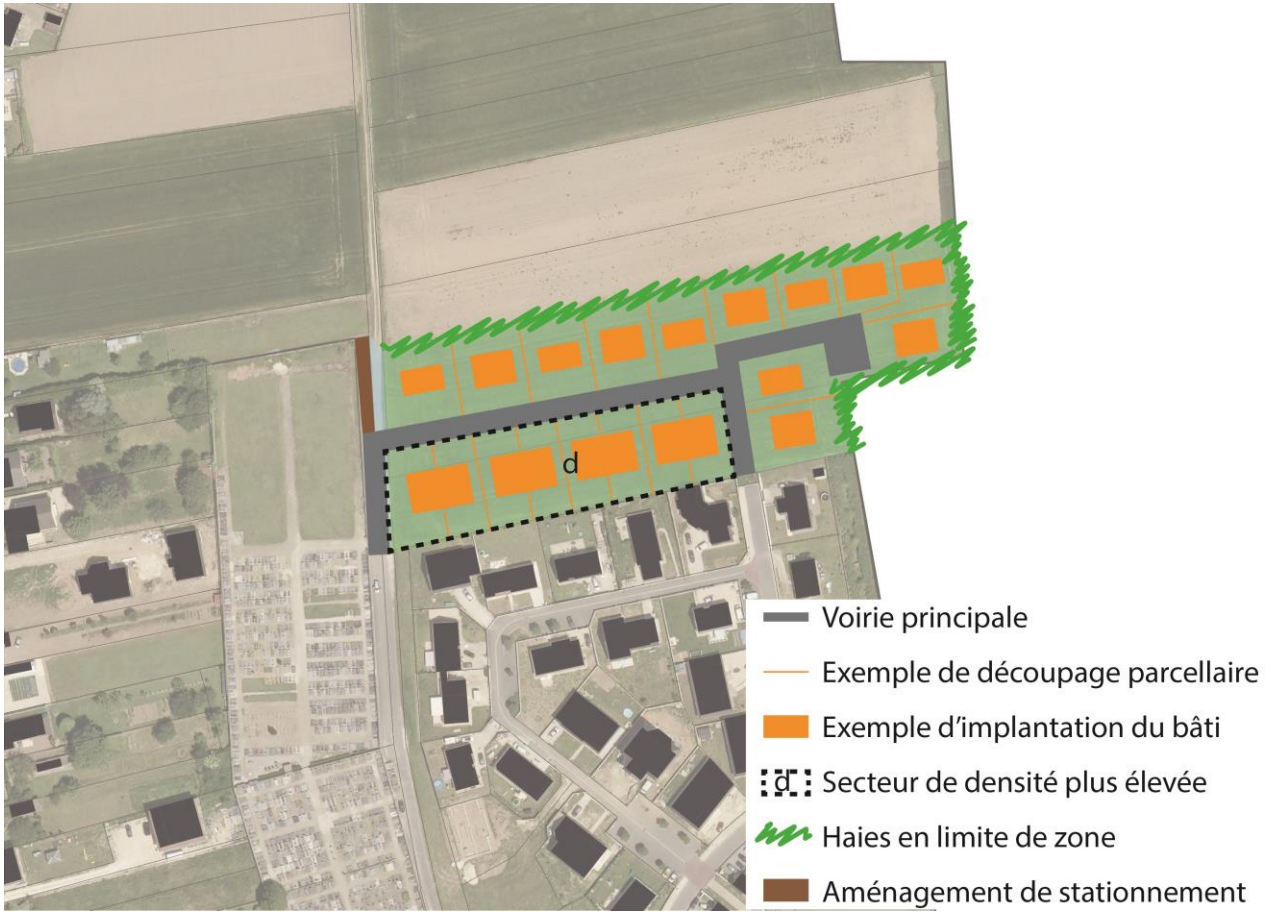 d
Voirie principale
Exemple de découpage parcellaire
Exemple d'implantation du bâti
d Secteur de densité plus élevée
Haies en limite de zone
Aménagement de stationnement